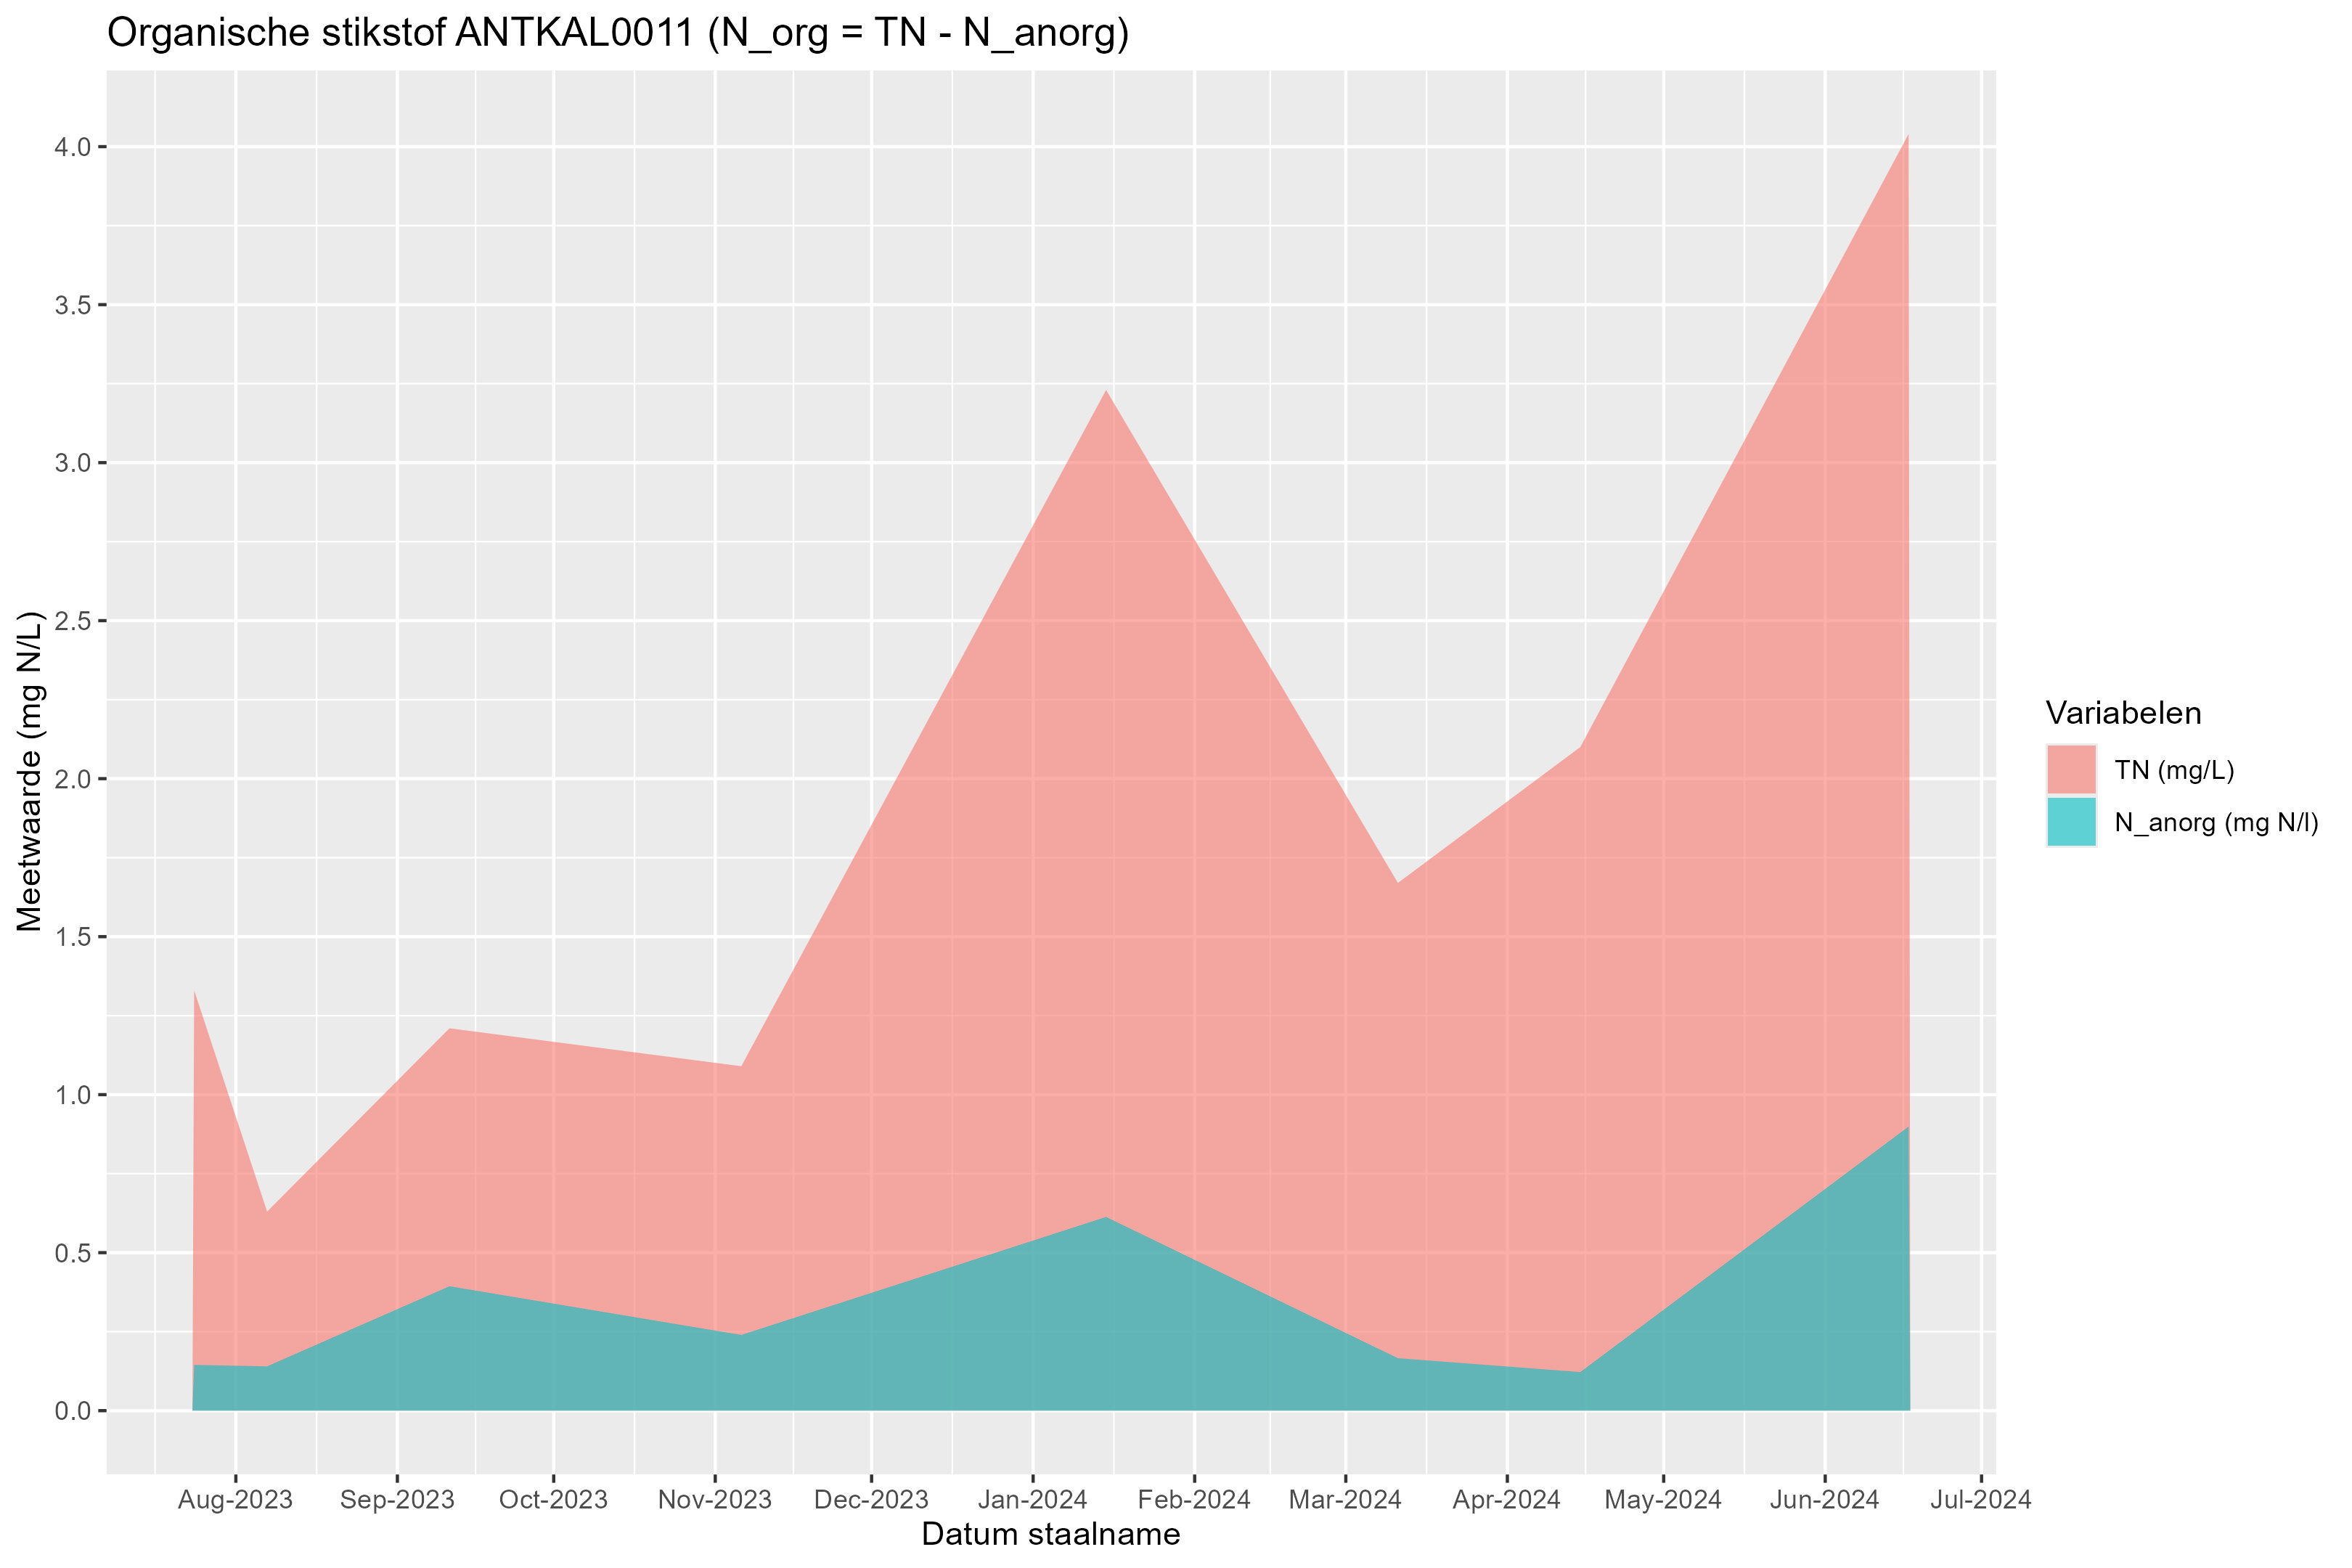 Organische stikstof ANTKAL0011 (N_org = TN - N_anorg)
Meetwaarde (mg N/L)
4.0
3.5
3.0
2.5
2.0
1.5
1.0
0.5
0.0
Aug-2023 Sep-2023 Oct-2023 Nov-2023 Dec-2023 Jan-2024 Feb-2024 Mar-2024 Apr-2024 May-2024 Jun-2024 Jul-2024
Datum staalname
Variabelen
TN (mg/L)
N_anorg (mg N/l)